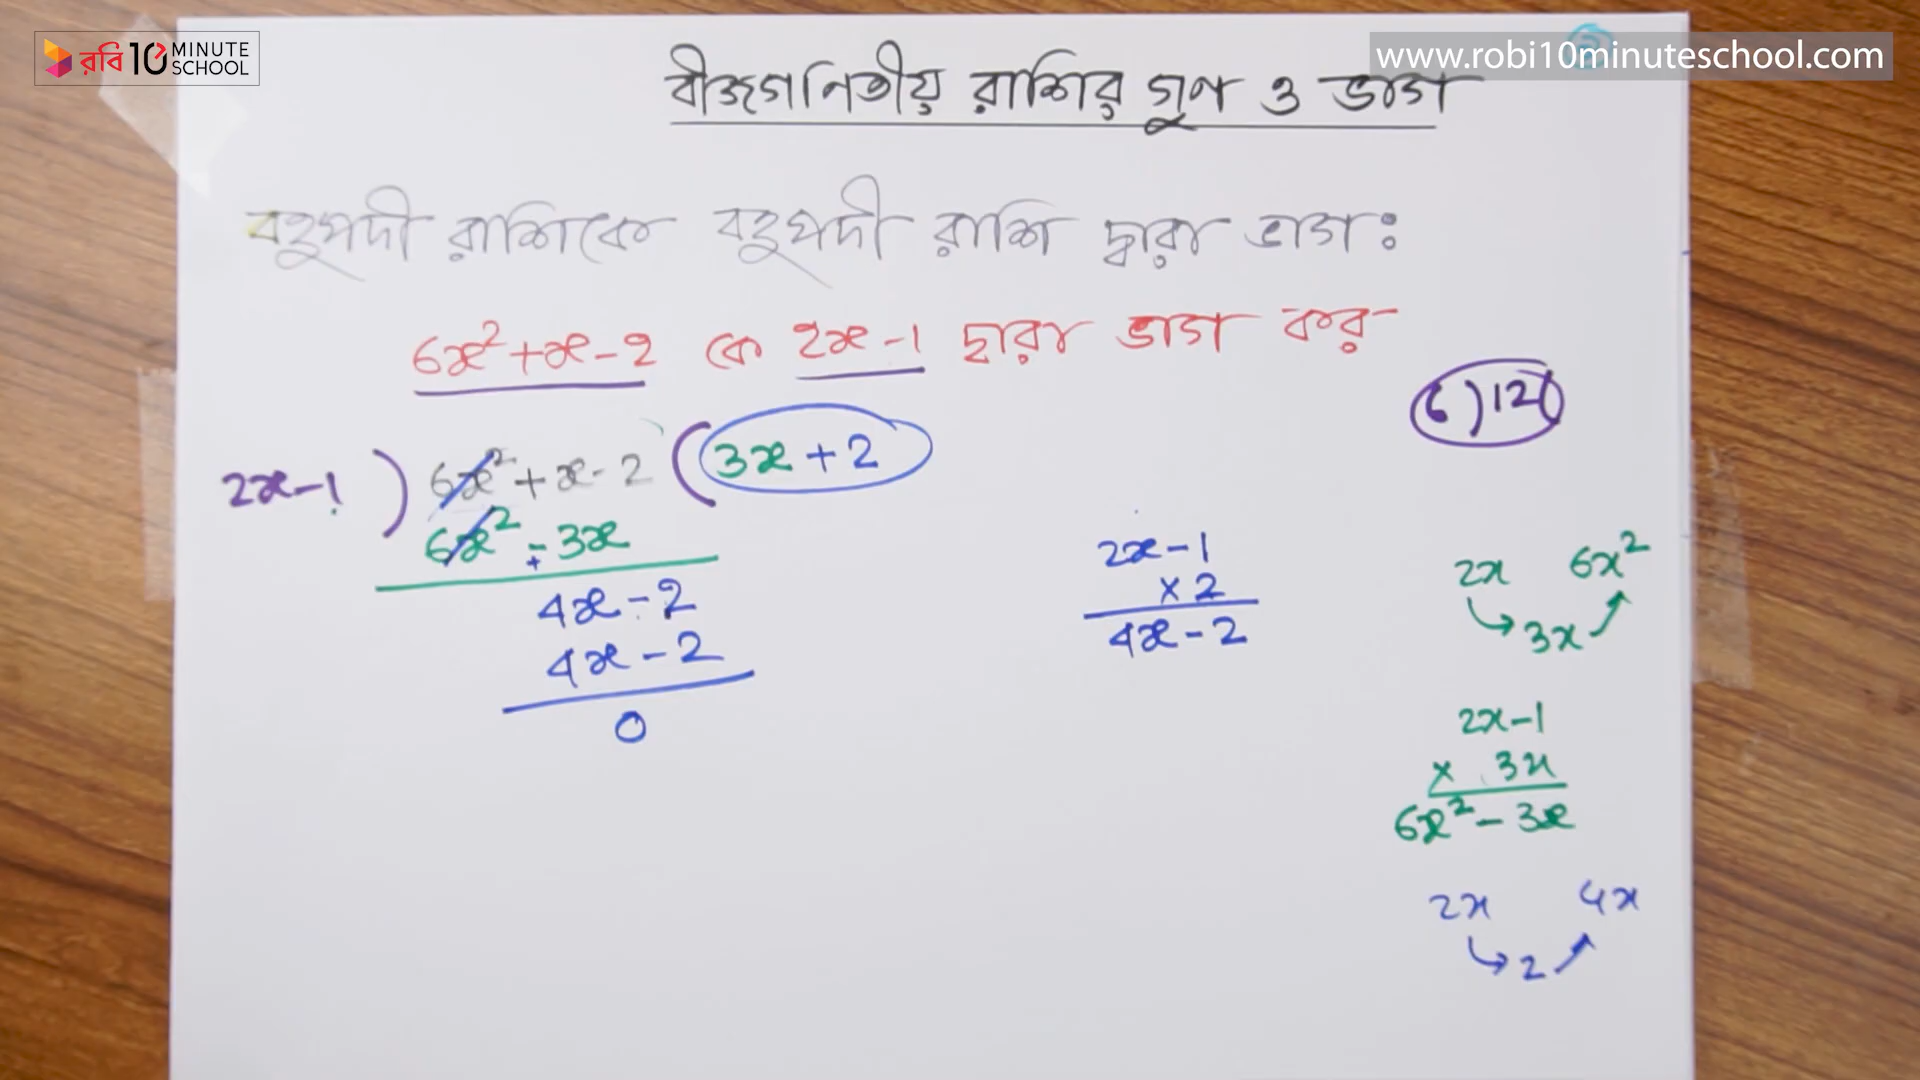 রবি 10 MINUTE SCHOOL
www.robi10minuteschool.com
বীজগণিতীয় রাশির গুণ ও ভাগ
বহুপদী রাশিকে বহুপদী রাশি দ্বারা ভাগ:
6x²+x-2 কে 2x-1 দ্বারা ভাগ কর
6)12(
2x-1) 6x²+x-2 (3x+2
6x²-3x
+
4x-2
4x-2
0
2x-1
×2
4x-2
2x 6x²
3x
2x-1
× 3x
6x²-3x
2x 4x
2